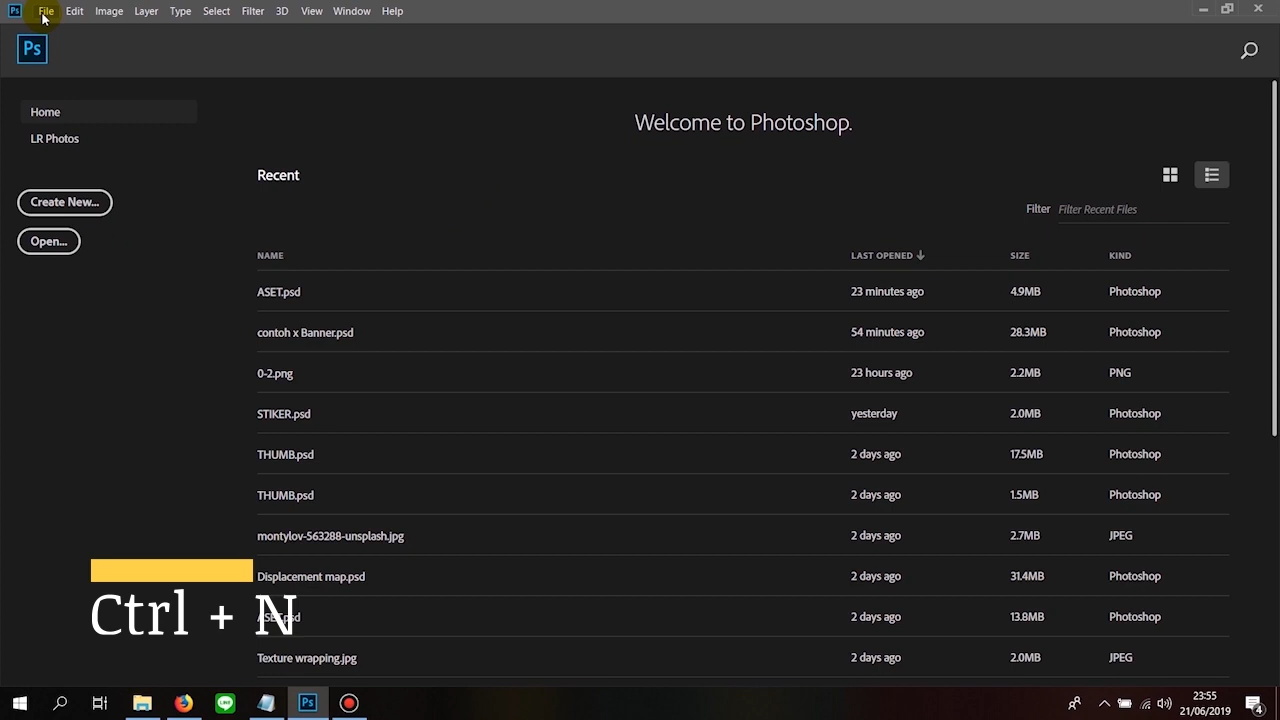 Ps File Edit Image Layer Type Select Filter 3D View Window Help
Ps
Home
LR Photos
Create New...
Open...
Welcome to Photoshop.
Recent
Filter Filter Recent Files
NAME LAST OPENED SIZE KIND
ASET.psd 23 minutes ago 4.9MB Photoshop
contoh x Banner.psd 54 minutes ago 28.3MB Photoshop
0-2.png 23 hours ago 2.2MB PNG
STIKER.psd yesterday 2.0MB Photoshop
THUMB.psd 2 days ago 17.5MB Photoshop
THUMB.psd 2 days ago 1.5MB Photoshop
montylov-563288-unsplash.jpg 2 days ago 2.7MB JPEG
Displacement map.psd 2 days ago 31.4MB Photoshop
ASET.psd 2 days ago 13.8MB Photoshop
Ctrl + N
Texture wrapping.jpg 2 days ago 2.0MB JPEG
LINE Ps 23:55
21/06/2019 4